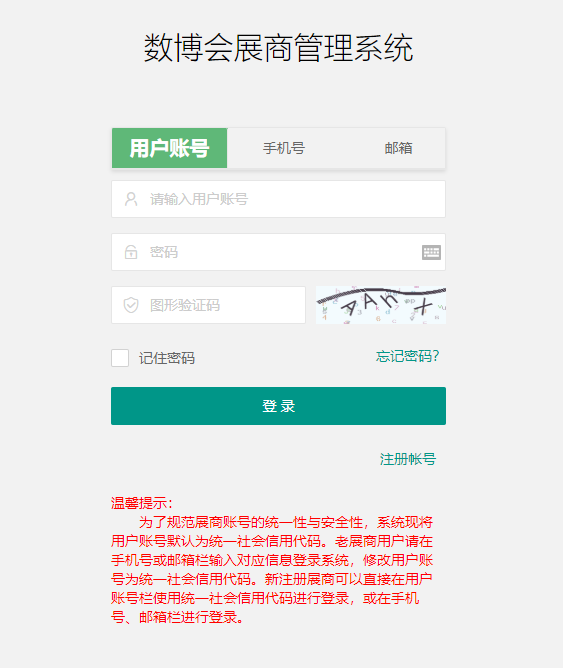 数博会展商管理系统
用户账号 手机号 邮箱
请输入用户账号
密码
图形验证码
记住密码 忘记密码?
登 录
注册帐号
温馨提示：
为了规范展商账号的统一性与安全性，系统现将
用户账号默认为统一社会信用代码。老展商用户请在
手机号或邮箱栏输入对应信息登录系统，修改用户账
号为统一社会信用代码。新注册展商可以直接在用户
账号栏使用统一社会信用代码进行登录，或在手机
号、邮箱栏进行登录。